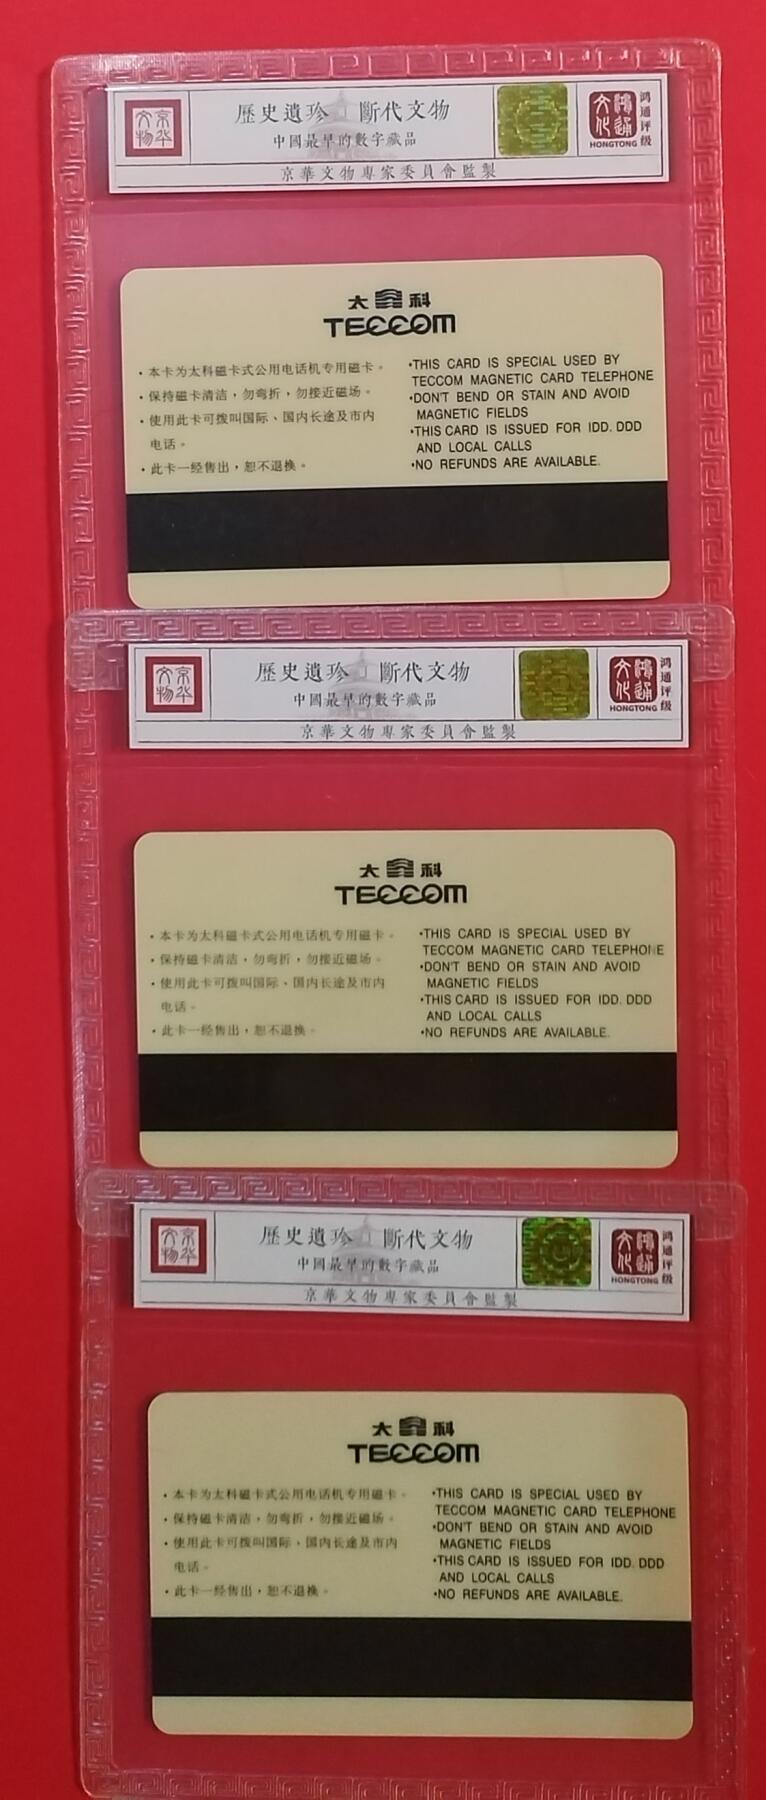 京华
文物
歷史遺珍 斷代文物
中國最早的數字藏品
京華文物專家委員會監製
鴻通
文化
HONGTONG
鸿通评级
太 科
TECCOM
·本卡为太科磁卡式公用电话机专用磁卡。
·保持磁卡清洁，勿弯折，勿接近磁场。
·使用此卡可拨叫国际、国内长途及市内
电话。
·此卡一经售出，恕不退换。
·THIS CARD IS SPECIAL USED BY
TECCOM MAGNETIC CARD TELEPHONE
·DON'T BEND OR STAIN AND AVOID
MAGNETIC FIELDS
·THIS CARD IS ISSUED FOR IDD. DDD
AND LOCAL CALLS
·NO REFUNDS ARE AVAILABLE.
京华
文物
歷史遺珍 斷代文物
中國最早的數字藏品
京華文物專家委員會監製
鴻通
文化
HONGTONG
鸿通评级
太 科
TECCOM
·本卡为太科磁卡式公用电话机专用磁卡。
·保持磁卡清洁，勿弯折，勿接近磁场。
·使用此卡可拨叫国际、国内长途及市内
电话。
·此卡一经售出，恕不退换。
·THIS CARD IS SPECIAL USED BY
TECCOM MAGNETIC CARD TELEPHONE
·DON'T BEND OR STAIN AND AVOID
MAGNETIC FIELDS
·THIS CARD IS ISSUED FOR IDD. DDD
AND LOCAL CALLS
·NO REFUNDS ARE AVAILABLE.
京华
文物
歷史遺珍 斷代文物
中國最早的數字藏品
京華文物專家委員會監製
鴻通
文化
HONGTONG
鸿通评级
太 科
TECCOM
·本卡为太科磁卡式公用电话机专用磁卡。
·保持磁卡清洁，勿弯折，勿接近磁场。
·使用此卡可拨叫国际、国内长途及市内
电话。
·此卡一经售出，恕不退换。
·THIS CARD IS SPECIAL USED BY
TECCOM MAGNETIC CARD TELEPHONE
·DON'T BEND OR STAIN AND AVOID
MAGNETIC FIELDS
·THIS CARD IS ISSUED FOR IDD. DDD
AND LOCAL CALLS
·NO REFUNDS ARE AVAILABLE.